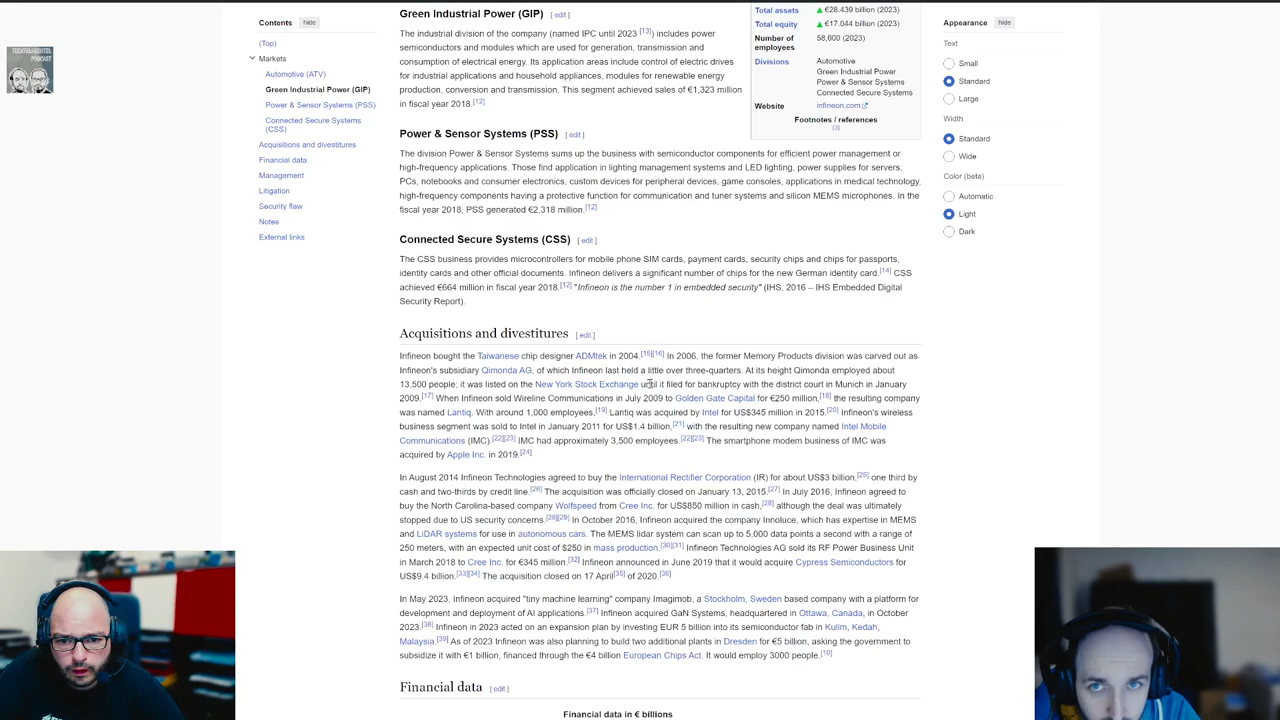 TECHMISCHTECHTEL
PODCAST
Contents hide
(Top)
Markets
Automotive (ATV)
Green Industrial Power (GIP)
Power & Sensor Systems (PSS)
Connected Secure Systems
(CSS)
Acquisitions and divestitures
Financial data
Management
Litigation
Security flaw
Notes
External links
Green Industrial Power (GIP) [ edit ]
The industrial division of the company (named IPC until 2023 [13]) includes power
semiconductors and modules which are used for generation, transmission and
consumption of electrical energy. Its application areas include control of electric drives
for industrial applications and household appliances, modules for renewable energy
production, conversion and transmission. This segment achieved sales of €1,323 million
in fiscal year 2018.[12]
Total assets ▲ €28.439 billion (2023)
Total equity ▲ €17.044 billion (2023)
Number of employees 58,600 (2023)
Divisions Automotive
Green Industrial Power
Power & Sensor Systems
Connected Secure Systems
Website infineon.com
Footnotes / references
[3]
Power & Sensor Systems (PSS) [ edit ]
The division Power & Sensor Systems sums up the business with semiconductor components for efficient power management or
high-frequency applications. Those find application in lighting management systems and LED lighting, power supplies for servers,
PCs, notebooks and consumer electronics, custom devices for peripheral devices, game consoles, applications in medical technology,
high-frequency components having a protective function for communication and tuner systems and silicon MEMS microphones. In the
fiscal year 2018, PSS generated €2,318 million.[12]
Connected Secure Systems (CSS) [ edit ]
The CSS business provides microcontrollers for mobile phone SIM cards, payment cards, security chips and chips for passports,
identity cards and other official documents. Infineon delivers a significant number of chips for the new German identity card.[14] CSS
achieved €664 million in fiscal year 2018.[12] "Infineon is the number 1 in embedded security" (IHS, 2016 – IHS Embedded Digital
Security Report).
Acquisitions and divestitures [ edit ]
Infineon bought the Taiwanese chip designer ADMtek in 2004.[15][16] In 2006, the former Memory Products division was carved out as
Infineon's subsidiary Qimonda AG, of which Infineon last held a little over three-quarters. At its height Qimonda employed about
13,500 people; it was listed on the New York Stock Exchange until it filed for bankruptcy with the district court in Munich in January
2009.[17] When Infineon sold Wireline Communications in July 2009 to Golden Gate Capital for €250 million,[18] the resulting company
was named Lantiq. With around 1,000 employees,[19] Lantiq was acquired by Intel for US$345 million in 2015.[20] Infineon's wireless
business segment was sold to Intel in January 2011 for US$1.4 billion,[21] with the resulting new company named Intel Mobile
Communications (IMC).[22][23] IMC had approximately 3,500 employees.[22][23] The smartphone modem business of IMC was
acquired by Apple Inc. in 2019.[24]
In August 2014 Infineon Technologies agreed to buy the International Rectifier Corporation (IR) for about US$3 billion,[25] one third by
cash and two-thirds by credit line.[26] The acquisition was officially closed on January 13, 2015.[27] In July 2016, Infineon agreed to
buy the North Carolina-based company Wolfspeed from Cree Inc. for US$850 million in cash,[28] although the deal was ultimately
stopped due to US security concerns.[28][29] In October 2016, Infineon acquired the company Innoluce, which has expertise in MEMS
and LiDAR systems for use in autonomous cars. The MEMS lidar system can scan up to 5,000 data points a second with a range of
250 meters, with an expected unit cost of $250 in mass production.[30][31] Infineon Technologies AG sold its RF Power Business Unit
in March 2018 to Cree Inc. for €345 million.[32] Infineon announced in June 2019 that it would acquire Cypress Semiconductors for
US$9.4 billion.[33][34] The acquisition closed on 17 April[35] of 2020.[36]
In May 2023, Infineon acquired "tiny machine learning" company Imagimob, a Stockholm, Sweden based company with a platform for
development and deployment of AI applications.[37] Infineon acquired GaN Systems, headquartered in Ottawa, Canada, in October
2023.[38] Infineon in 2023 acted on an expansion plan by investing EUR 5 billion into its semiconductor fab in Kulim, Kedah,
Malaysia.[39] As of 2023 Infineon was also planning to build two additional plants in Dresden for €5 billion, asking the government to
subsidize it with €1 billion, financed through the €4 billion European Chips Act. It would employ 3000 people.[10]
Financial data [ edit ]
Financial data in € billions
Appearance hide
Text
Small
Standard
Large
Width
Standard
Wide
Color (beta)
Automatic
Light
Dark